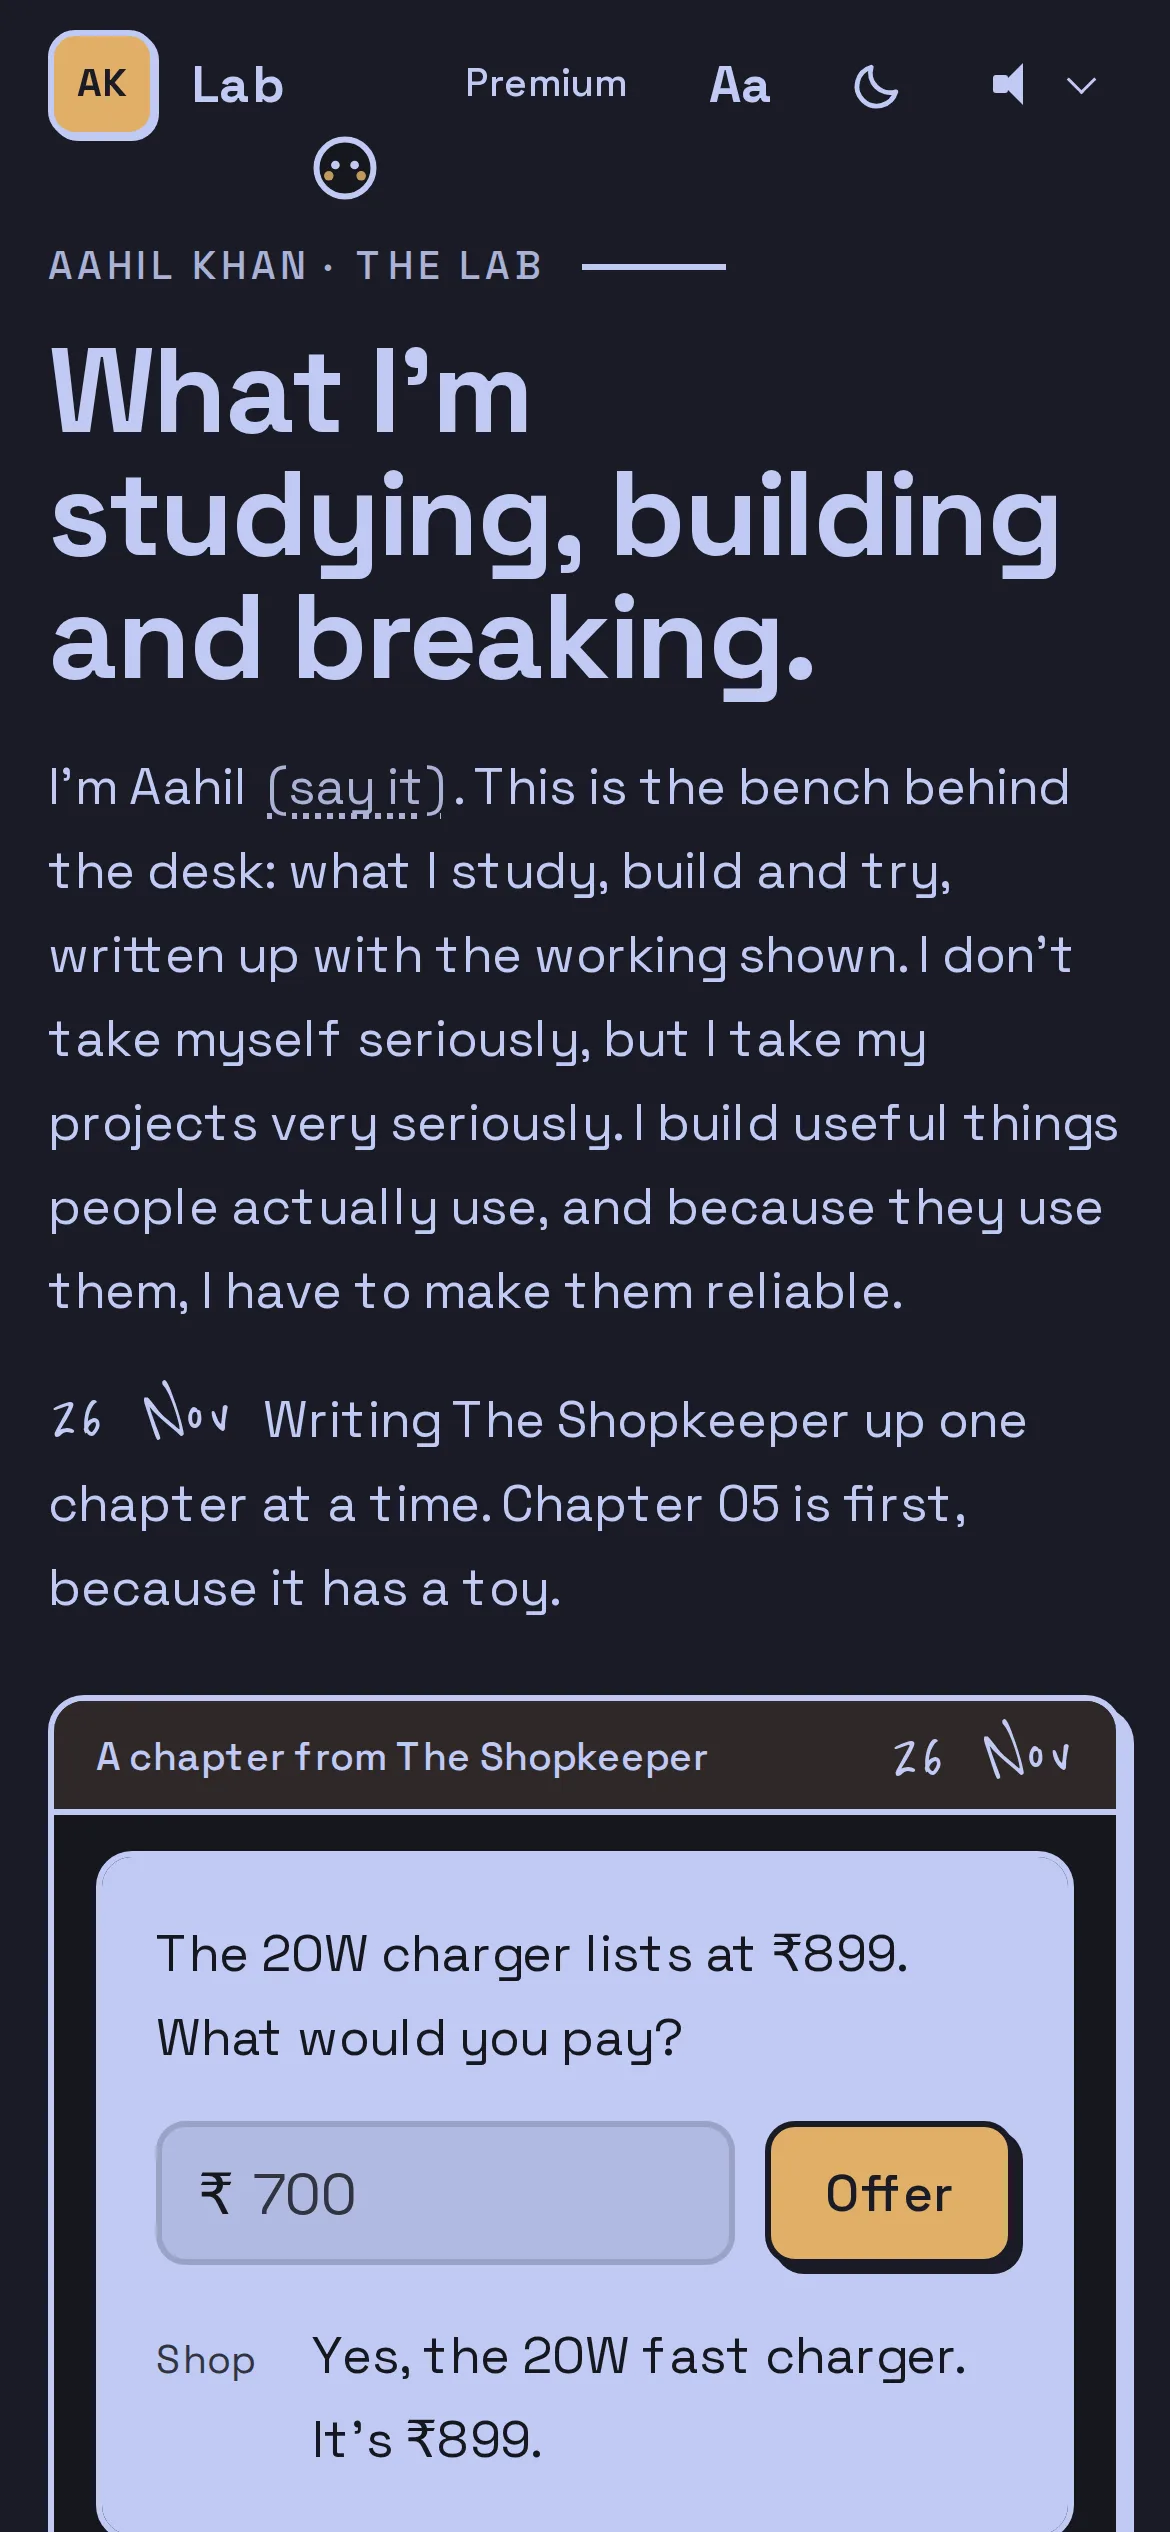 AK Lab Premium Aa
AAHIL KHAN · THE LAB
What I’m
studying, building
and breaking.
I’m Aahil (say it). This is the bench behind
the desk: what I study, build and try,
written up with the working shown. I don’t
take myself seriously, but I take my
projects very seriously. I build useful things
people actually use, and because they use
them, I have to make them reliable.
26 Nov Writing The Shopkeeper up one
chapter at a time. Chapter 05 is first,
because it has a toy.
A chapter from The Shopkeeper 26 Nov
The 20W charger lists at ₹899.
What would you pay?
₹ 700 Offer
Shop Yes, the 20W fast charger.
It’s ₹899.